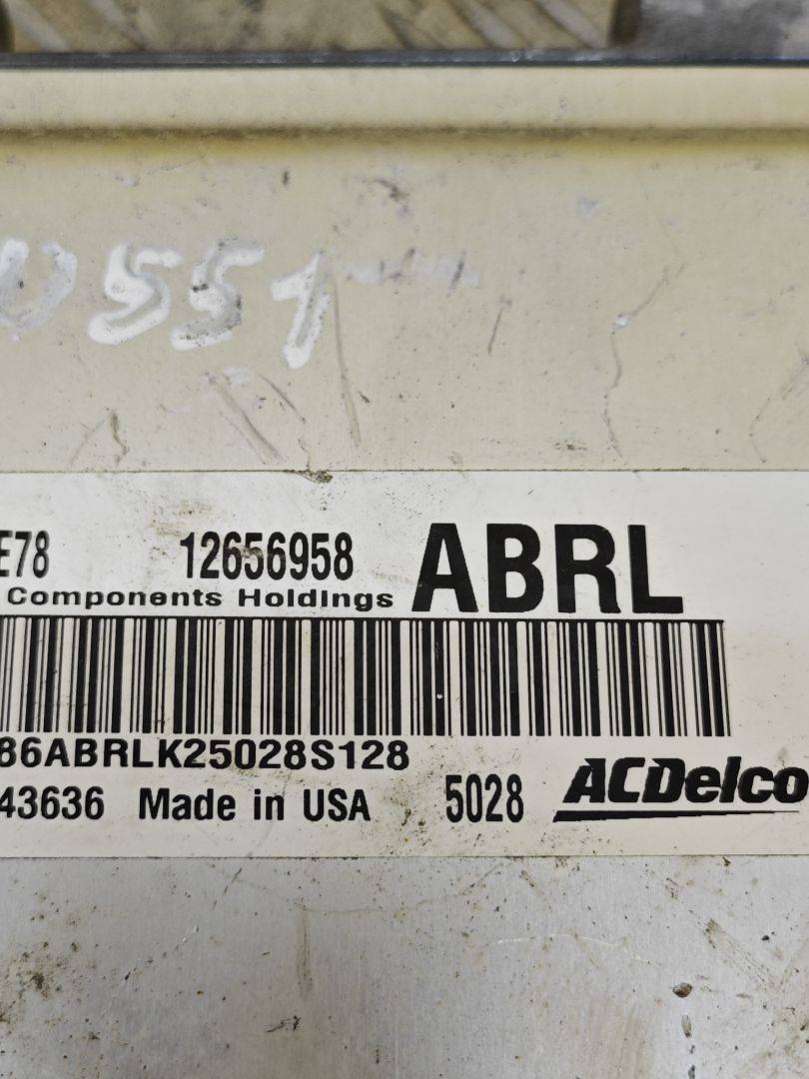 0551
E78 12656958 ABRL
Components Holdings
86ABRLK25028S128
43636 Made in USA 5028 ACDelco